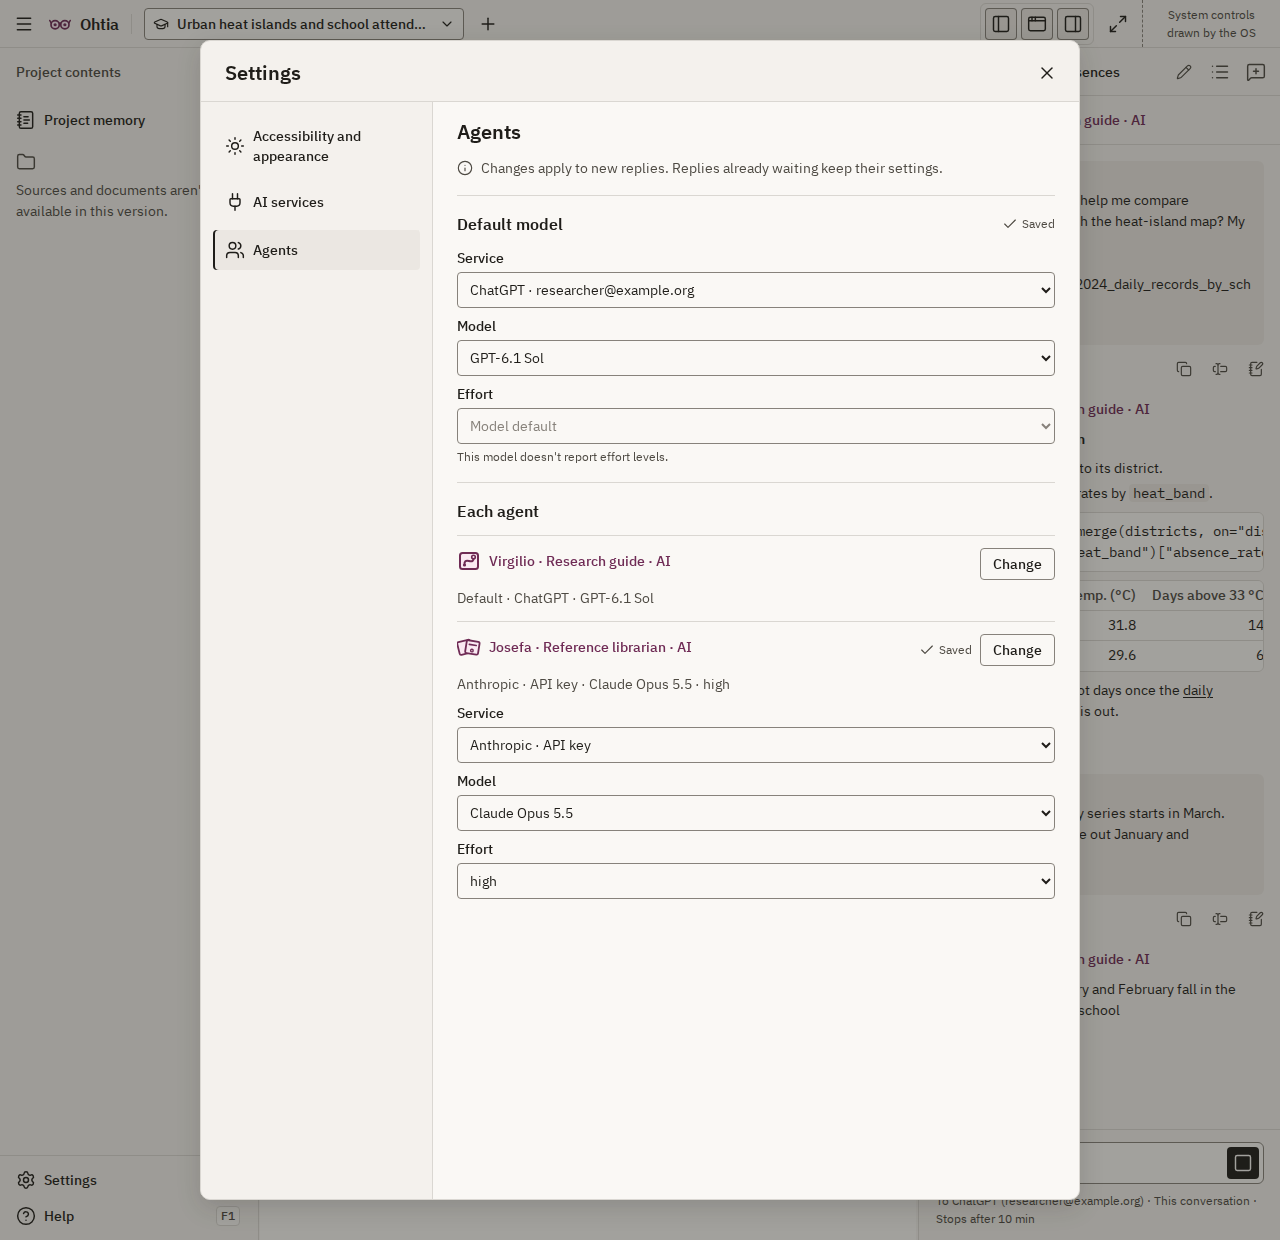 Ohtia
Urban heat islands and school attend...
System controls
drawn by the OS
Project contents
Project memory
Sources and documents aren'
available in this version.
Settings
Help
F1
Settings
Accessibility and
appearance
AI services
Agents
Agents
Changes apply to new replies. Replies already waiting keep their settings.
Default model
Saved
Service
ChatGPT · researcher@example.org
Model
GPT-6.1 Sol
Effort
Model default
This model doesn't report effort levels.
Each agent
Virgilio · Research guide · AI
Change
Default · ChatGPT · GPT-6.1 Sol
Josefa · Reference librarian · AI
Saved
Change
Anthropic · API key · Claude Opus 5.5 · high
Service
Anthropic · API key
Model
Claude Opus 5.5
Effort
high
sences
guide · AI
help me compare
h the heat-island map? My
2024_daily_records_by_sch
guide · AI
to its district.
rates by heat_band.
merge(districts, on="dis
eat_band")["absence_rate
emp. (°C) Days above 33 °C
31.8 14
29.6 6
ot days once the daily
is out.
y series starts in March.
e out January and
guide · AI
ry and February fall in the
school
To ChatGPT (researcher@example.org) · This conversation ·
Stops after 10 min